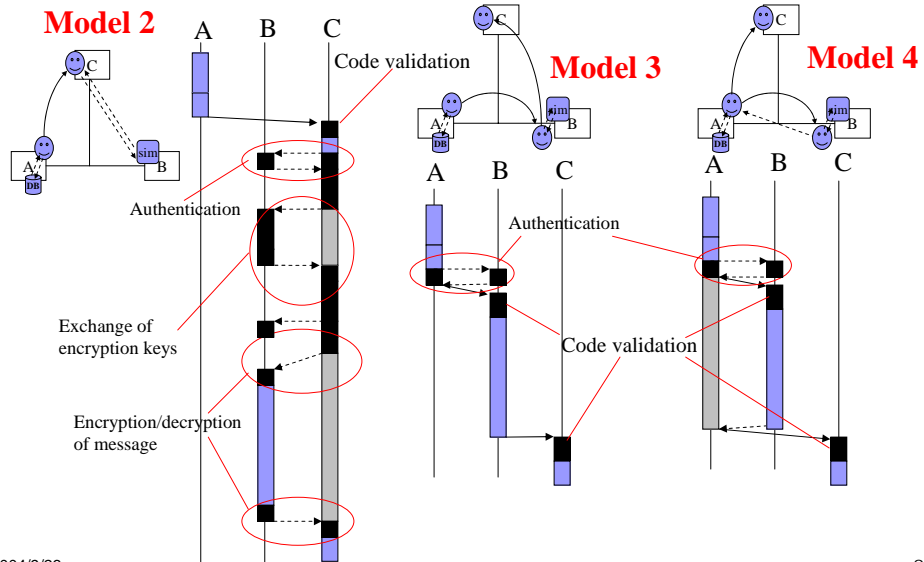 Model 2
C
A
DB
sim
B
A
B
C
Code validation
Authentication
Exchange of
encryption keys
Encryption/decryption
of message
C
Model 3
A
DB
sim
B
A
B
C
Authentication
Code validation
C
Model 4
A
DB
sim
B
A
B
C